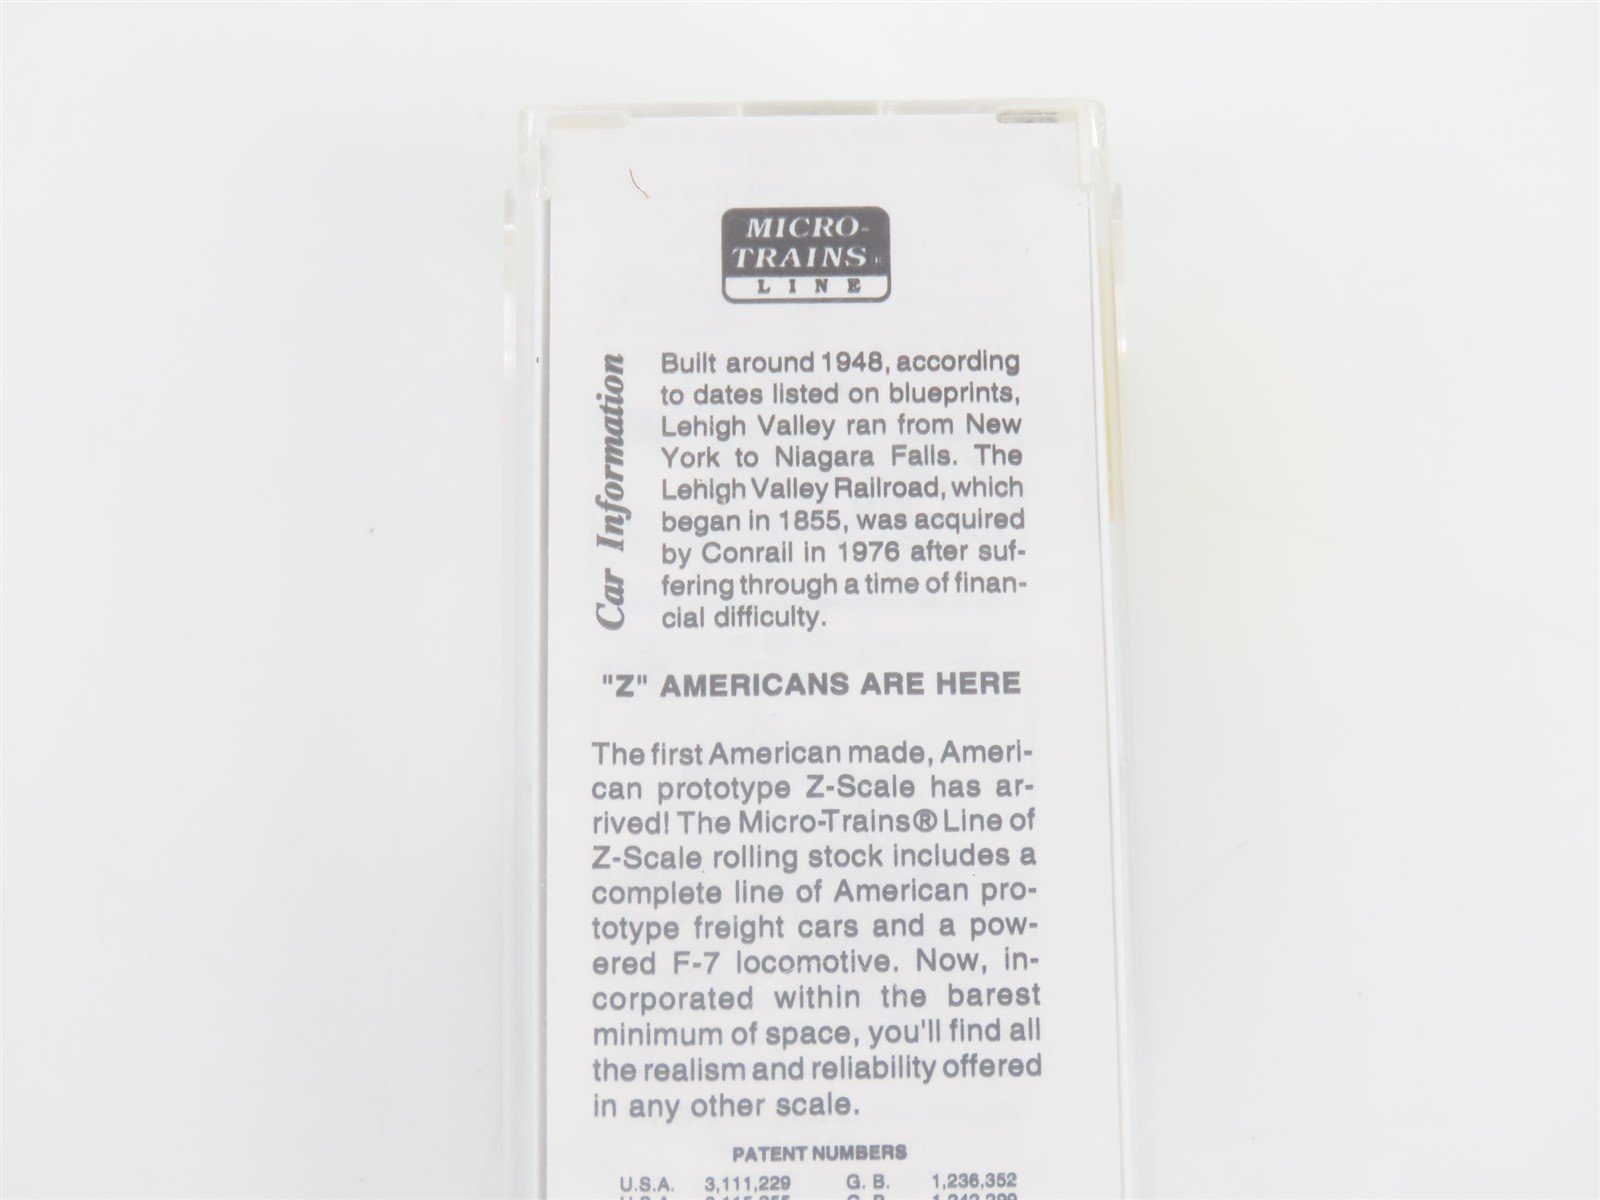 MICRO-
TRAINS®
LINE
Car Information
Built around 1948, according
to dates listed on blueprints,
Lehigh Valley ran from New
York to Niagara Falls. The
Lehigh Valley Railroad, which
began in 1855, was acquired
by Conrail in 1976 after suf-
fering through a time of finan-
cial difficulty.
"Z" AMERICANS ARE HERE
The first American made, Ameri-
can prototype Z-Scale has ar-
rived! The Micro-Trains® Line of
Z-Scale rolling stock includes a
complete line of American pro-
totype freight cars and a pow-
ered F-7 locomotive. Now, in-
corporated within the barest
minimum of space, you'll find all
the realism and reliability offered
in any other scale.
PATENT NUMBERS
U.S.A. 3,111,229 G. B. 1,236,352